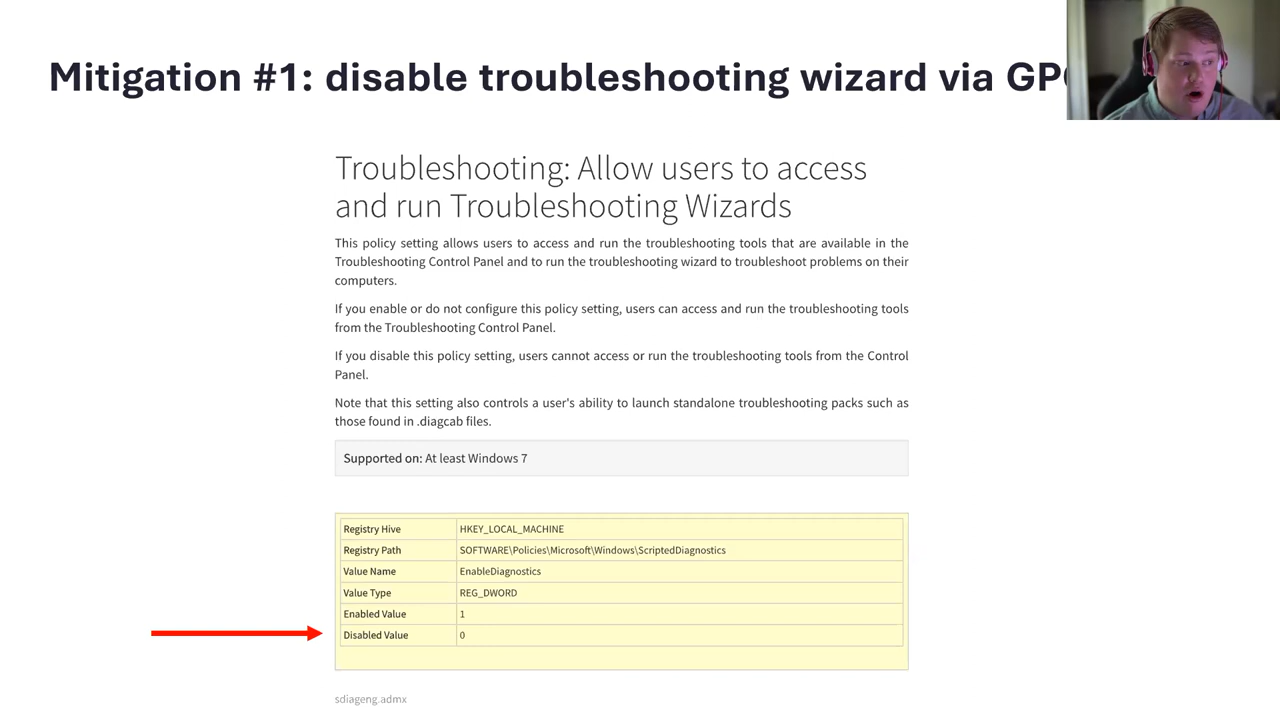 Mitigation #1: disable troubleshooting wizard via GP
Troubleshooting: Allow users to access
and run Troubleshooting Wizards
This policy setting allows users to access and run the troubleshooting tools that are available in the
Troubleshooting Control Panel and to run the troubleshooting wizard to troubleshoot problems on their
computers.
If you enable or do not configure this policy setting, users can access and run the troubleshooting tools
from the Troubleshooting Control Panel.
If you disable this policy setting, users cannot access or run the troubleshooting tools from the Control
Panel.
Note that this setting also controls a user's ability to launch standalone troubleshooting packs such as
those found in .diagcab files.
Supported on: At least Windows 7
Registry Hive HKEY_LOCAL_MACHINE
Registry Path SOFTWARE\Policies\Microsoft\Windows\ScriptedDiagnostics
Value Name EnableDiagnostics
Value Type REG_DWORD
Enabled Value 1
Disabled Value 0
sdiageng.admx